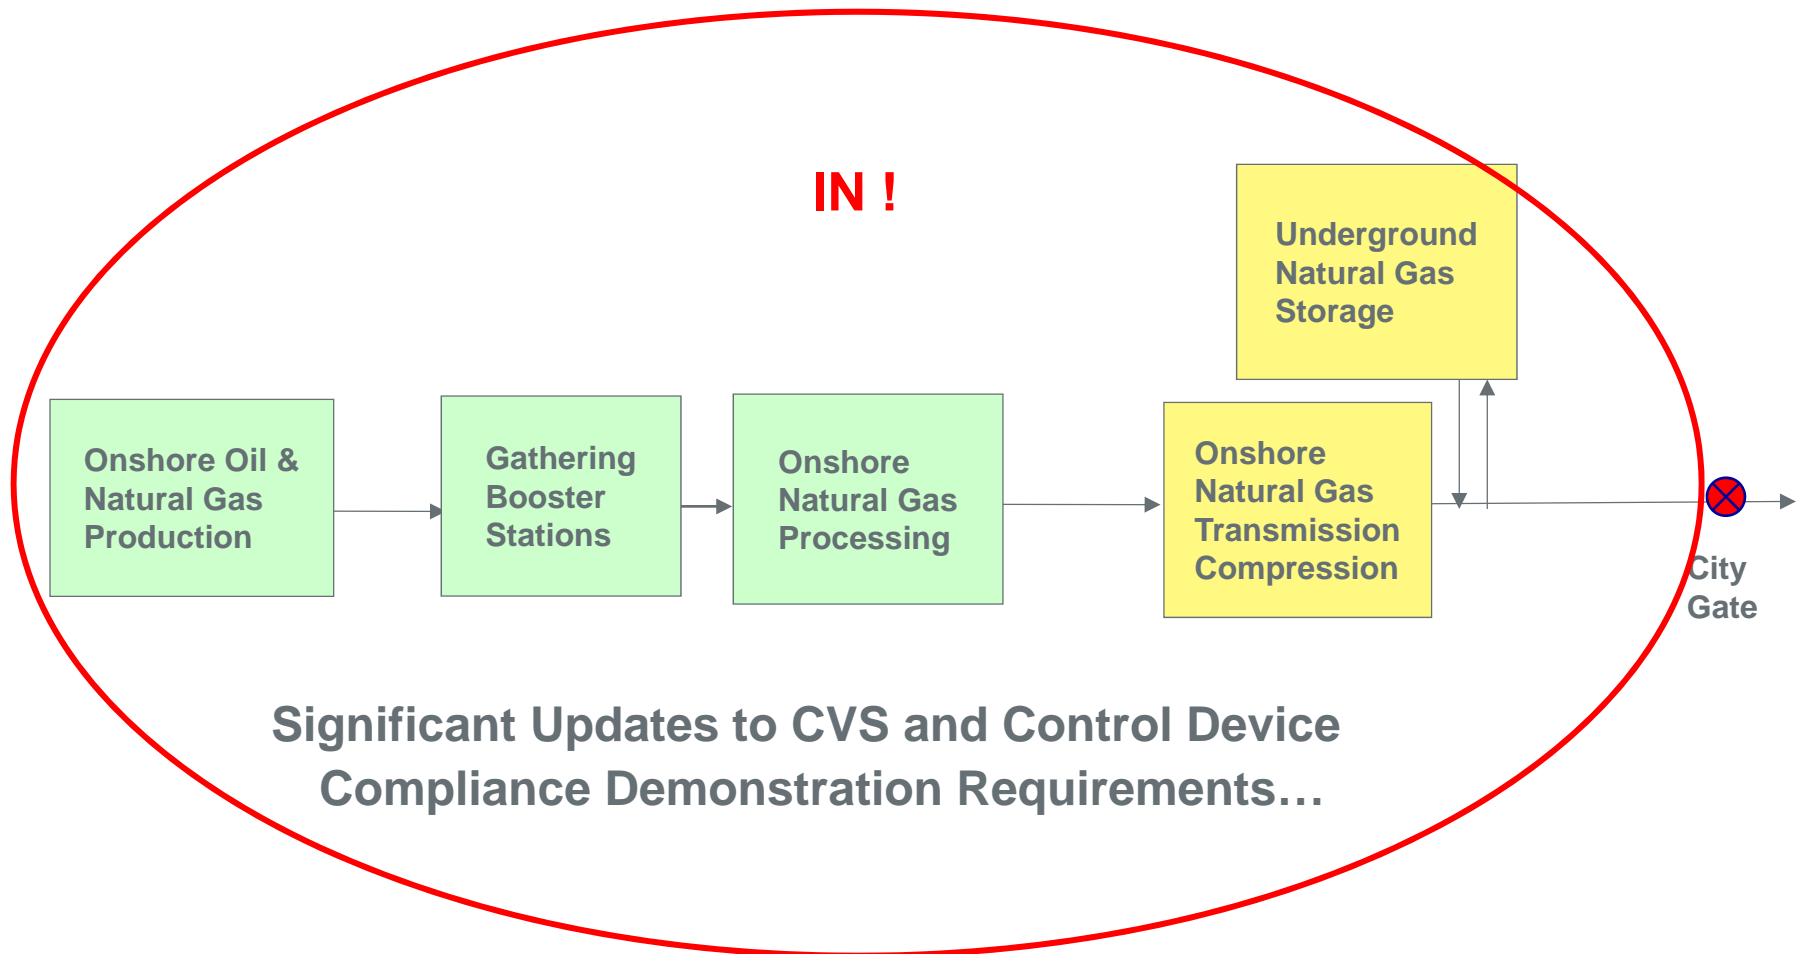 IN !
Underground
Natural Gas
Storage
Onshore Oil &
Natural Gas
Production
Gathering
Booster
Stations
Onshore
Natural Gas
Processing
Onshore
Natural Gas
Transmission
Compression
City
Gate
Significant Updates to CVS and Control Device
Compliance Demonstration Requirements…